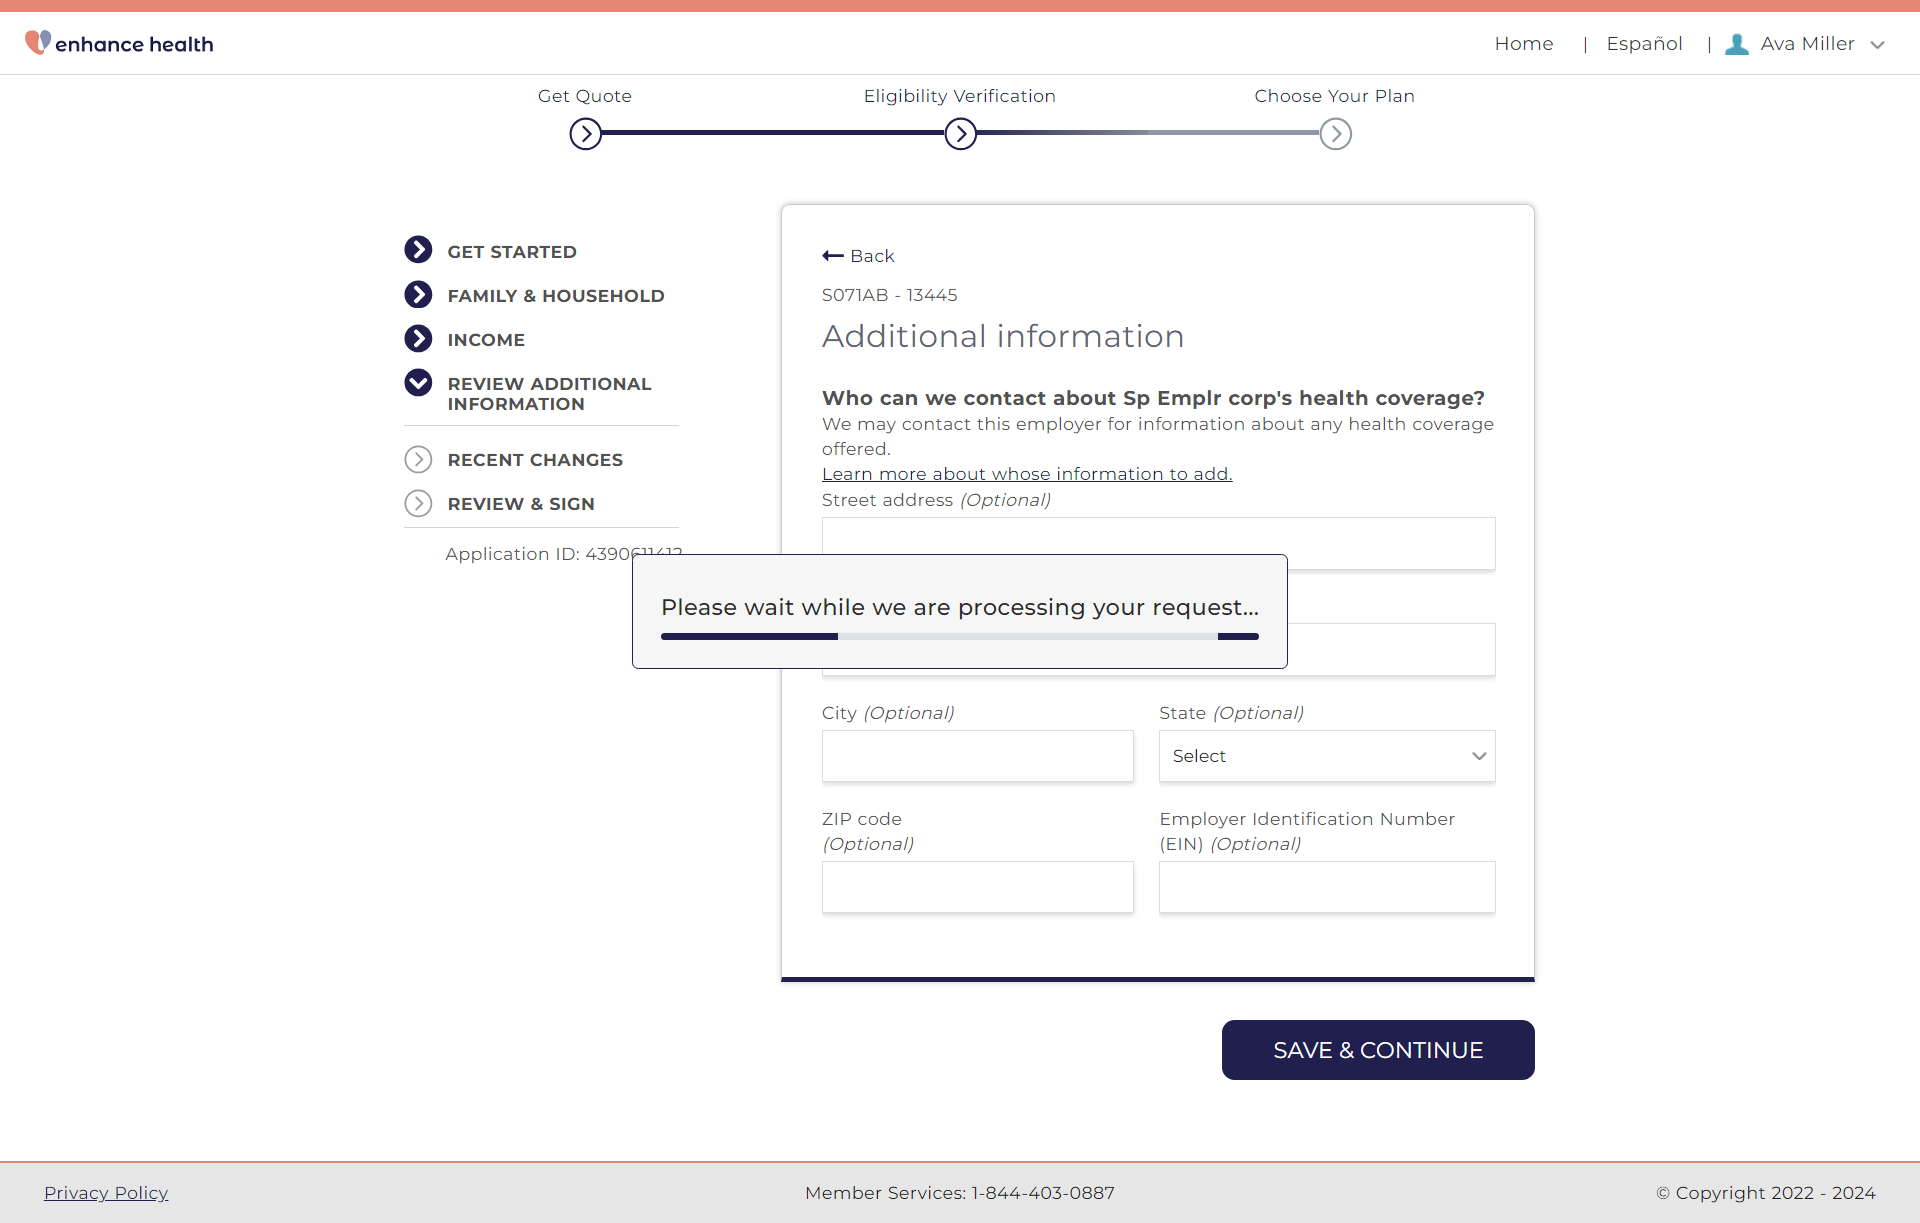 enhance health
Home | Español | Ava Miller
Get Quote
Eligibility Verification
Choose Your Plan
GET STARTED
FAMILY & HOUSEHOLD
INCOME
REVIEW ADDITIONAL
INFORMATION
RECENT CHANGES
REVIEW & SIGN
Application ID: 4390611412
Back
S071AB - 13445
Additional information
Who can we contact about Sp Emplr corp's health coverage?
We may contact this employer for information about any health coverage
offered.
Learn more about whose information to add.
Street address (Optional)
Please wait while we are processing your request...
City (Optional)
State (Optional)
Select
ZIP code
(Optional)
Employer Identification Number
(EIN) (Optional)
SAVE & CONTINUE
Privacy Policy
Member Services: 1-844-403-0887
© Copyright 2022 - 2024